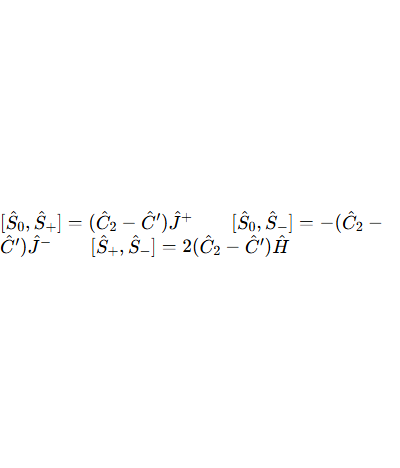 [Ŝ₀, Ŝ₊] = (Ĉ₂ − Ĉ′)Ĵ⁺ [Ŝ₀, Ŝ₋] = −(Ĉ₂ −
Ĉ′)Ĵ⁻ [Ŝ₊, Ŝ₋] = 2(Ĉ₂ − Ĉ′)Ĥ